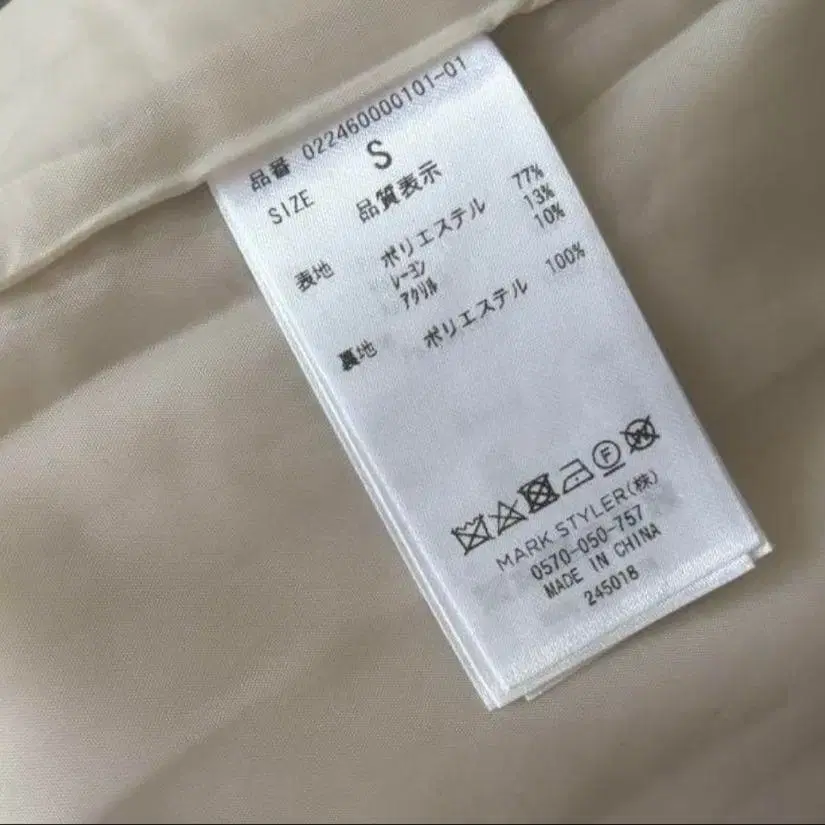 品番 022460000101-01
SIZE S
品質表示
表地 ポリエステル 77%
レーヨン 13%
アクリル 10%
裏地 ポリエステル 100%
MARK STYLER(株)
0570-050-757
MADE IN CHINA
245018